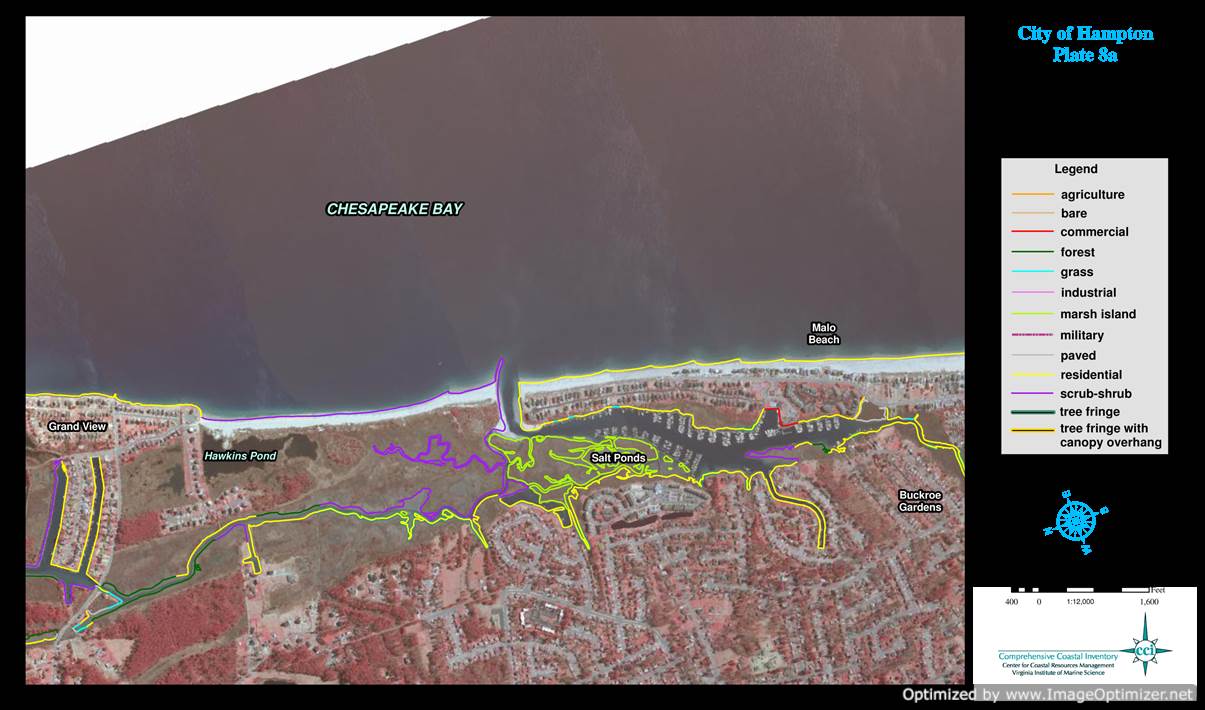 City of Hampton
Plate 8a
CHESAPEAKE BAY
Malo
Beach
Grand View
Hawkins Pond
Salt Ponds
Buckroe
Gardens
Legend
agriculture
bare
commercial
forest
grass
industrial
marsh island
military
paved
residential
scrub-shrub
tree fringe
tree fringe with
canopy overhang
Feet
400 0 1:12,000 1,600
Comprehensive Coastal Inventory
Center for Coastal Resources Management
Virginia Institute of Marine Science
cci
Optimized by www.ImageOptimizer.net